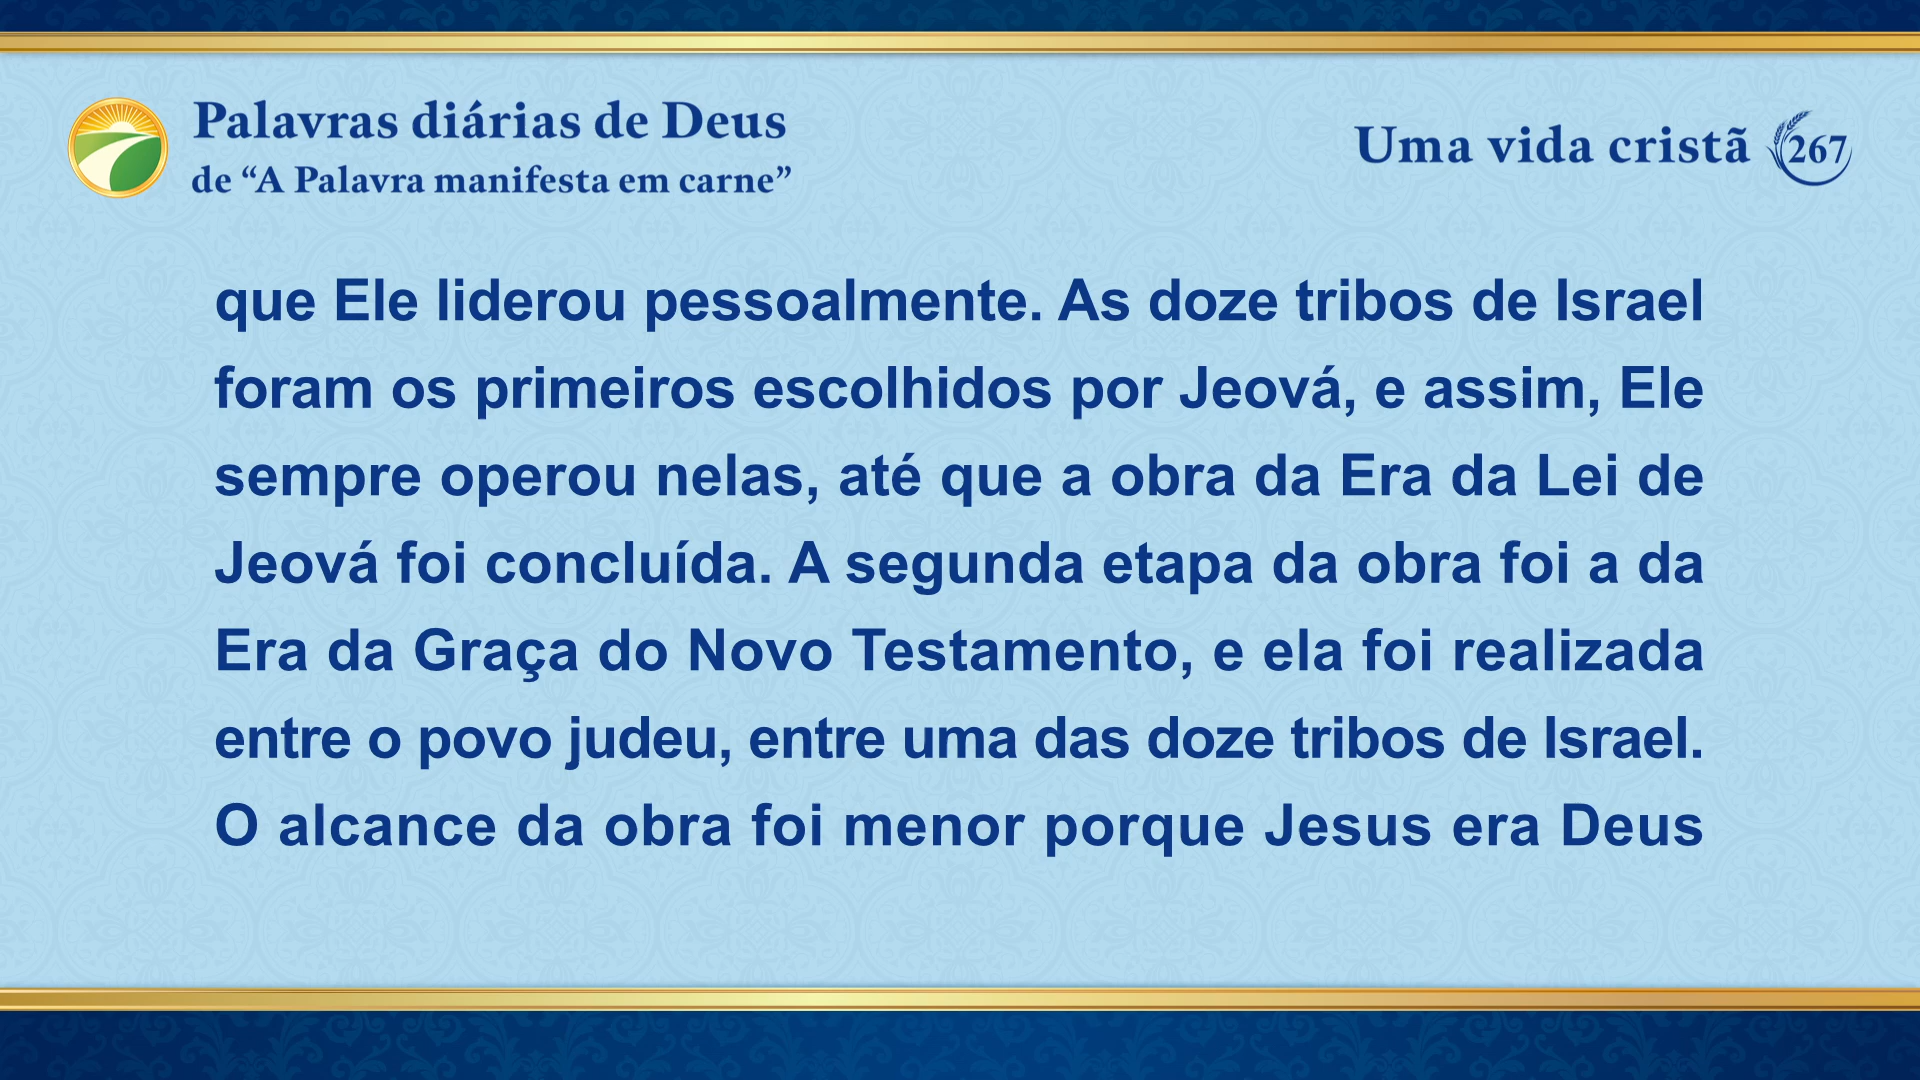 Palavras diárias de Deus
de “A Palavra manifesta em carne”
Uma vida cristã 267
que Ele liderou pessoalmente. As doze tribos de Israel
foram os primeiros escolhidos por Jeová, e assim, Ele
sempre operou nelas, até que a obra da Era da Lei de
Jeová foi concluída. A segunda etapa da obra foi a da
Era da Graça do Novo Testamento, e ela foi realizada
entre o povo judeu, entre uma das doze tribos de Israel.
O alcance da obra foi menor porque Jesus era Deus